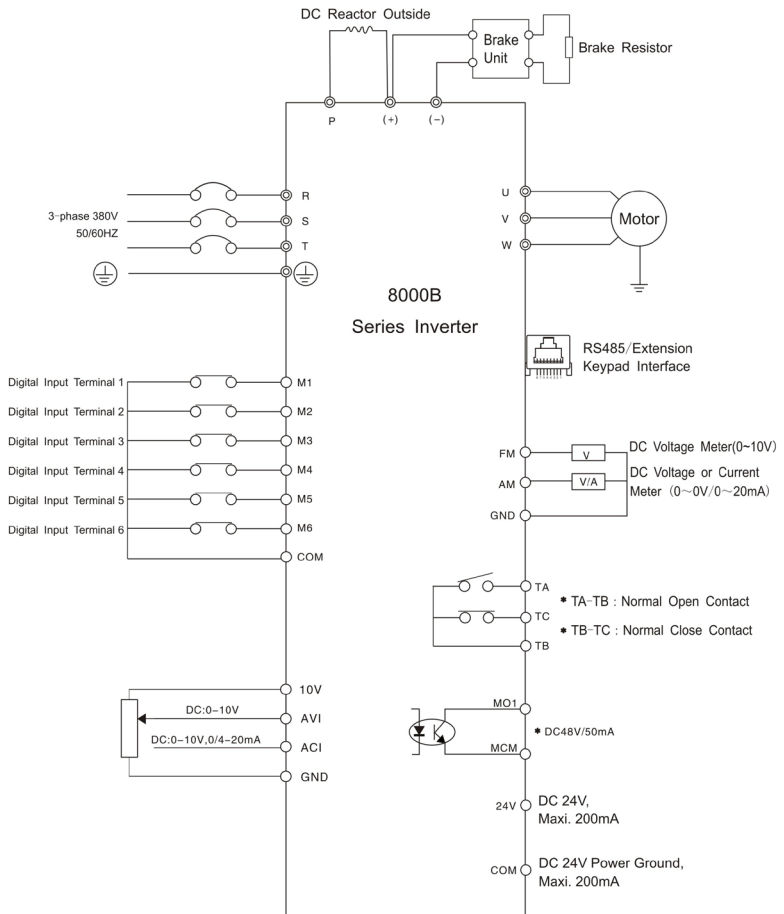 DC Reactor Outside
Brake
Unit
Brake Resistor
P
(+)
(−)
R
3-phase 380V
S
50/60HZ
T
U
V
W
Motor
8000B
Series Inverter
RS485/Extension
Keypad Interface
Digital Input Terminal 1
M1
Digital Input Terminal 2
M2
Digital Input Terminal 3
M3
Digital Input Terminal 4
M4
Digital Input Terminal 5
M5
Digital Input Terminal 6
M6
COM
FM
V
DC Voltage Meter(0~10V)
AM
V/A
DC Voltage or Current
Meter (0～0V/0～20mA)
GND
TA
* TA-TB : Normal Open Contact
TC
* TB-TC : Normal Close Contact
TB
10V
DC:0-10V
AVI
DC:0-10V,0/4-20mA
ACI
GND
MO1
* DC48V/50mA
MCM
24V
DC 24V,
Maxi. 200mA
COM
DC 24V Power Ground,
Maxi. 200mA